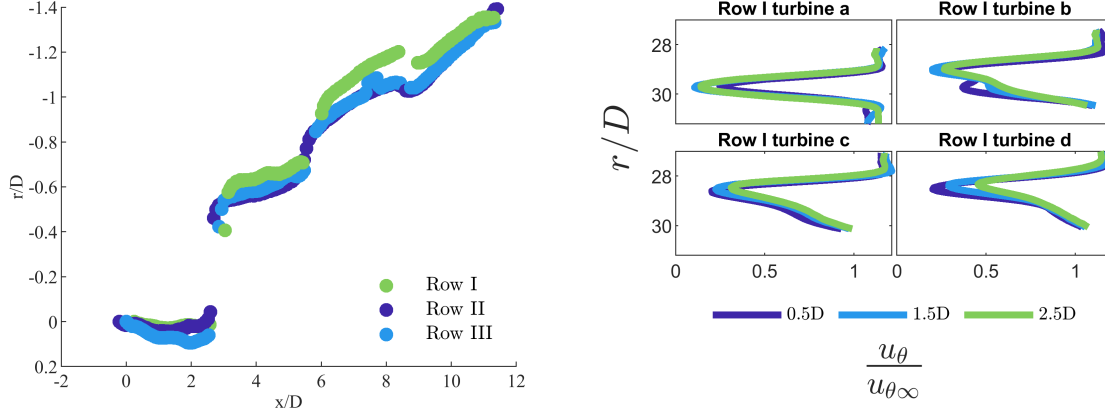 -1.4
-1.2
-1
-0.8
-0.6
-0.4
-0.2
0
0.2
r/D
-2
0
2
4
6
8
10
12
x/D
Row I
Row II
Row III
Row I turbine a
Row I turbine b
28
30
Row I turbine c
Row I turbine d
28
30
r/D
0
0.5
1
0
0.5
1
0.5D
1.5D
2.5D
u_θ
u_θ∞